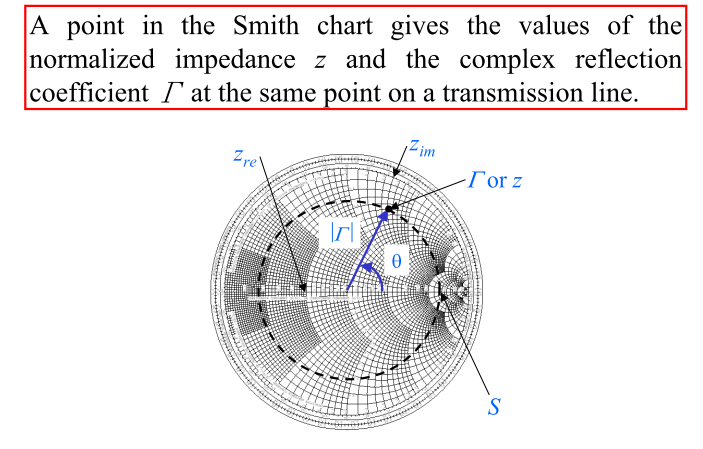 A point in the Smith chart gives the values of the
normalized impedance z and the complex reflection
coefficient Γ at the same point on a transmission line.
z_re
z_im
Γ or z
|Γ|
θ
S